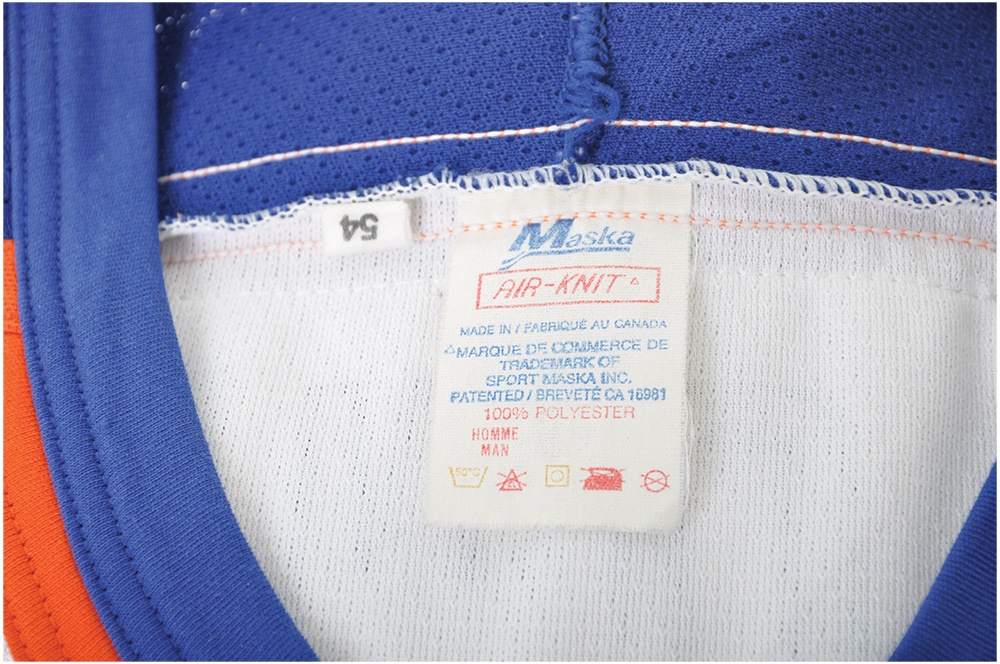 54
Maska
AIR-KNIT △
MADE IN / FABRIQUÉ AU CANADA
△MARQUE DE COMMERCE DE
TRADEMARK OF
SPORT MASKA INC.
PATENTED / BREVETÉ CA 16981
100% POLYESTER
HOMME
MAN
50°C